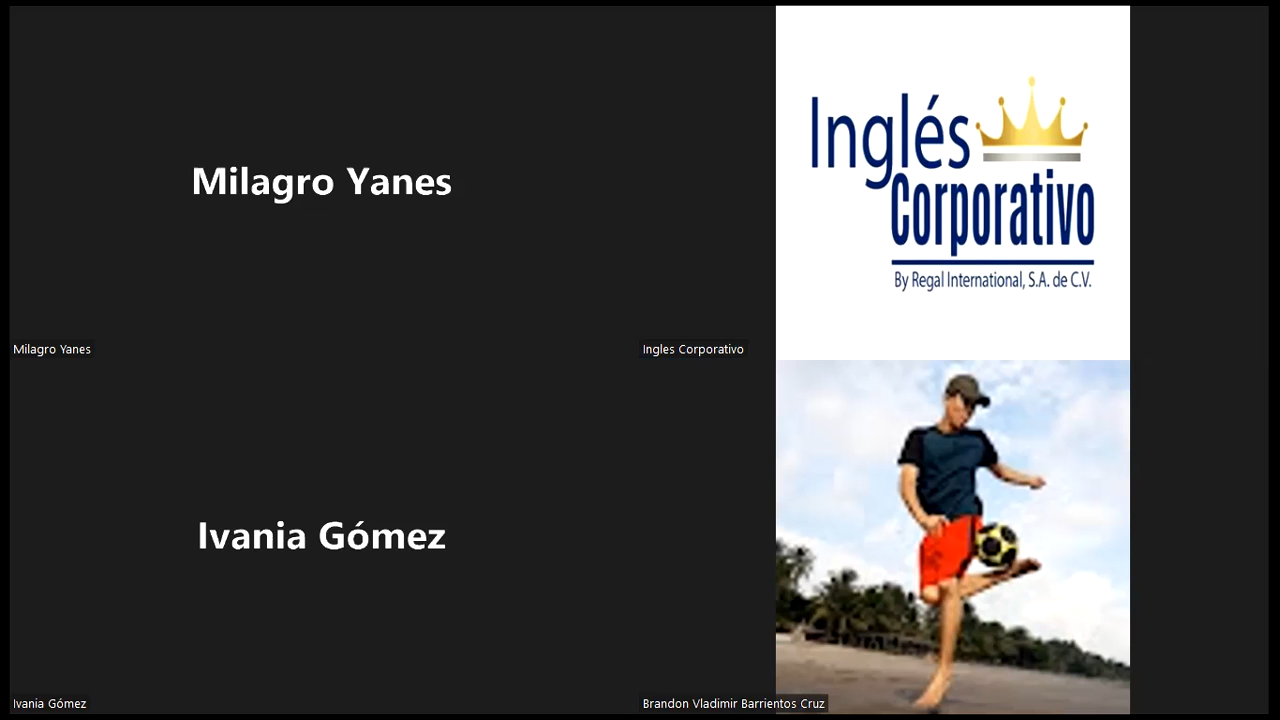 Milagro Yanes
Milagro Yanes
Inglés
Corporativo
By Regal International, S.A. de C.V.
Ingles Corporativo
Ivania Gómez
Ivania Gómez
Brandon Vladimir Barrientos Cruz